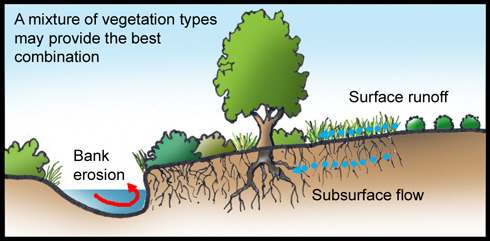 A mixture of vegetation types
may provide the best
combination
Surface runoff
Bank
erosion
Subsurface flow